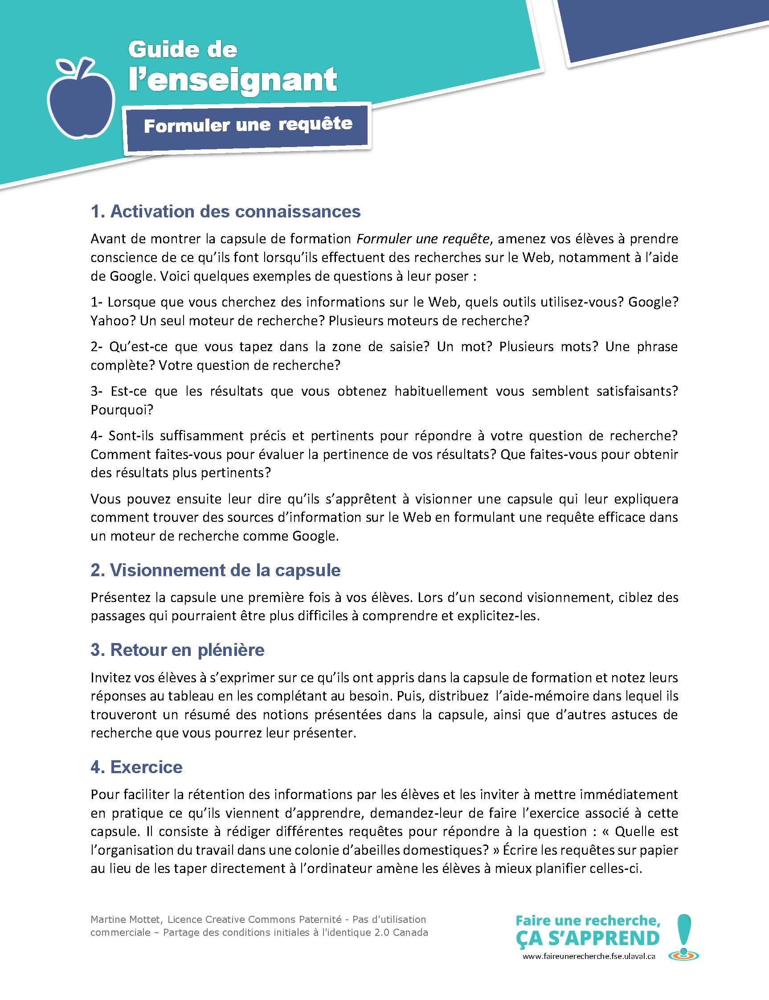 Guide de
l’enseignant
Formuler une requête
1. Activation des connaissances
Avant de montrer la capsule de formation Formuler une requête, amenez vos élèves à prendre
conscience de ce qu’ils font lorsqu’ils effectuent des recherches sur le Web, notamment à l’aide
de Google. Voici quelques exemples de questions à leur poser :
1- Lorsque que vous cherchez des informations sur le Web, quels outils utilisez-vous? Google?
Yahoo? Un seul moteur de recherche? Plusieurs moteurs de recherche?
2- Qu’est-ce que vous tapez dans la zone de saisie? Un mot? Plusieurs mots? Une phrase
complète? Votre question de recherche?
3- Est-ce que les résultats que vous obtenez habituellement vous semblent satisfaisants?
Pourquoi?
4- Sont-ils suffisamment précis et pertinents pour répondre à votre question de recherche?
Comment faites-vous pour évaluer la pertinence de vos résultats? Que faites-vous pour obtenir
des résultats plus pertinents?
Vous pouvez ensuite leur dire qu’ils s’apprêtent à visionner une capsule qui leur expliquera
comment trouver des sources d’information sur le Web en formulant une requête efficace dans
un moteur de recherche comme Google.
2. Visionnement de la capsule
Présentez la capsule une première fois à vos élèves. Lors d’un second visionnement, ciblez des
passages qui pourraient être plus difficiles à comprendre et explicitez-les.
3. Retour en plénière
Invitez vos élèves à s’exprimer sur ce qu’ils ont appris dans la capsule de formation et notez leurs
réponses au tableau en les complétant au besoin. Puis, distribuez l’aide-mémoire dans lequel ils
trouveront un résumé des notions présentées dans la capsule, ainsi que d’autres astuces de
recherche que vous pourrez leur présenter.
4. Exercice
Pour faciliter la rétention des informations par les élèves et les inviter à mettre immédiatement
en pratique ce qu’ils viennent d’apprendre, demandez-leur de faire l’exercice associé à cette
capsule. Il consiste à rédiger différentes requêtes pour répondre à la question : « Quelle est
l’organisation du travail dans une colonie d’abeilles domestiques? » Écrire les requêtes sur papier
au lieu de les taper directement à l’ordinateur amène les élèves à mieux planifier celles-ci.
Martine Mottet, Licence Creative Commons Paternité - Pas d'utilisation
commerciale – Partage des conditions initiales à l'identique 2.0 Canada
Faire une recherche,
ÇA S’APPREND
www.faireunerecherche.fse.ulaval.ca